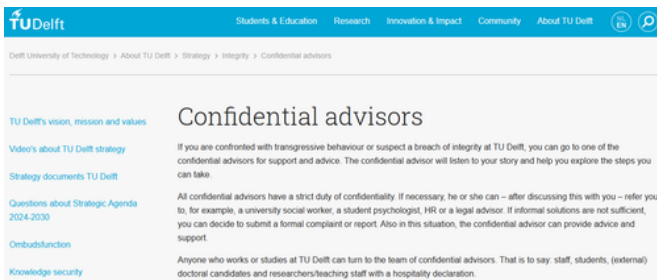 TUDelft
Students & Education Research Innovation & Impact Community About TU Delft NL
EN
Delft University of Technology > About TU Delft > Strategy > Integrity > Confidential advisors
Confidential advisors
TU Delft's vision, mission and values
Video's about TU Delft strategy
Strategy documents TU Delft
Questions about Strategic Agenda
2024-2030
Ombudsfunction
Knowledge security
If you are confronted with transgressive behaviour or suspect a breach of integrity at TU Delft, you can go to one of the
confidential advisors for support and advice. The confidential advisor will listen to your story and help you explore the steps you
can take.
All confidential advisors have a strict duty of confidentiality. If necessary, he or she can – after discussing this with you – refer you
to, for example, a university social worker, a student psychologist, HR or a legal advisor. If informal solutions are not sufficient,
you can decide to submit a formal complaint or report. Also in this situation, the confidential advisor can provide advice and
support.
Anyone who works or studies at TU Delft can turn to the team of confidential advisors. That is to say: staff, students, (external)
doctoral candidates and researchers/teaching staff with a hospitality declaration.